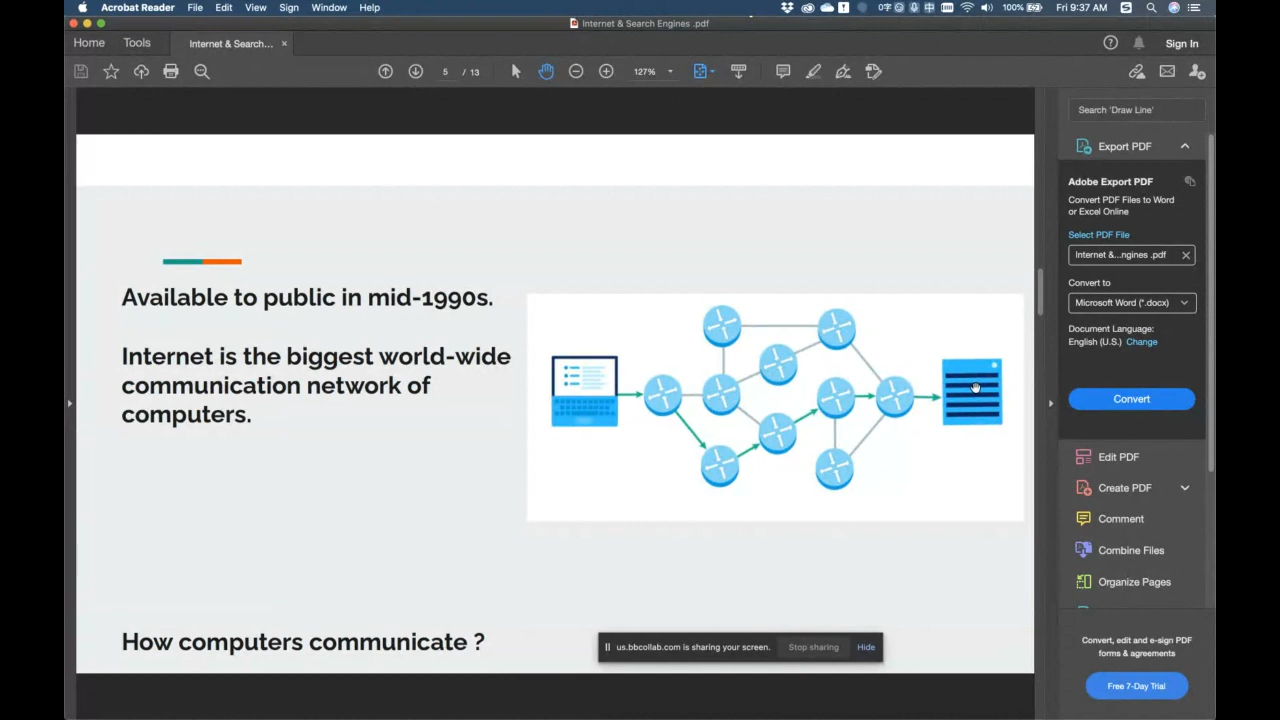 Acrobat Reader File Edit View Sign Window Help
100% Fri 9:37 AM
Internet & Search Engines .pdf
Home Tools Internet & Search... ×
Sign In
5 / 13 127%
Search 'Draw Line'
Export PDF
Adobe Export PDF
Convert PDF Files to Word
or Excel Online
Select PDF File
Internet &...ngines .pdf
Convert to
Microsoft Word (*.docx)
Document Language:
English (U.S.) Change
Convert
Edit PDF
Create PDF
Comment
Combine Files
Organize Pages
Convert, edit and e-sign PDF
forms & agreements
Free 7-Day Trial
Available to public in mid-1990s.
Internet is the biggest world-wide
communication network of
computers.
How computers communicate ?
us.bbcollab.com is sharing your screen. Stop sharing Hide